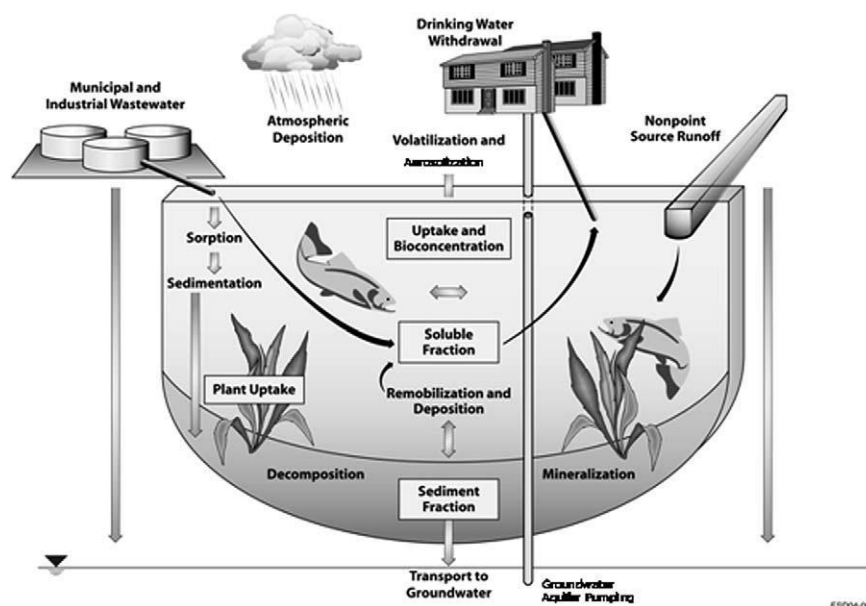 Drinking Water
Withdrawal
Municipal and
Industrial Wastewater
Atmospheric
Deposition
Volatilization and
Aerosolization
Nonpoint
Source Runoff
Uptake and
Bioconcentration
Sorption
Sedimentation
Soluble
Fraction
Plant Uptake
Remobilization and
Deposition
Decomposition
Mineralization
Sediment
Fraction
Transport to
Groundwater
Groundwater
Aquifer Pumping